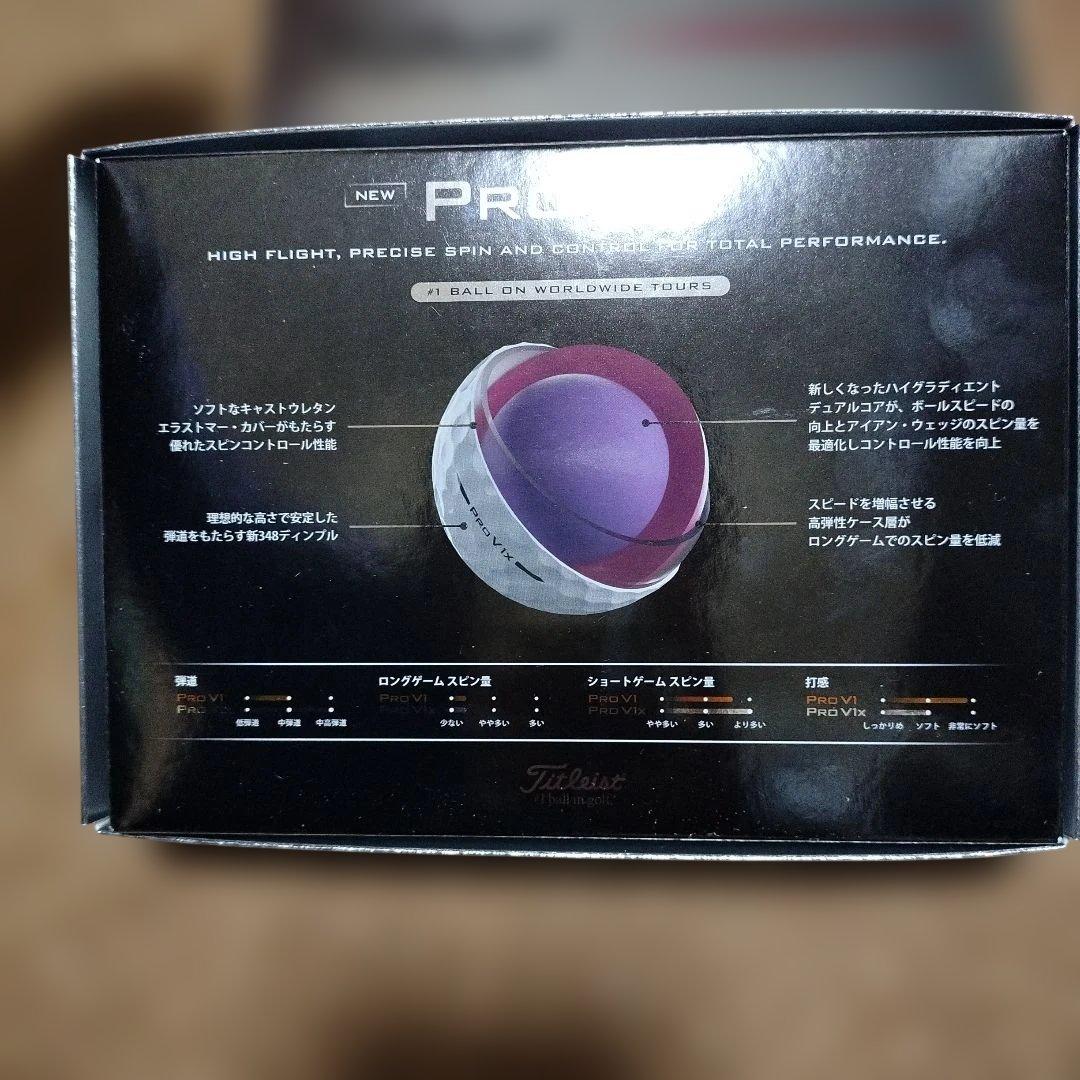 NEW PRO
HIGH FLIGHT, PRECISE SPIN AND CONTROL FOR TOTAL PERFORMANCE.
#1 BALL ON WORLDWIDE TOURS
ソフトなキャストウレタン
エラストマー・カバーがもたらす
優れたスピンコントロール性能
理想的な高さで安定した
弾道をもたらす新348ディンプル
PRO V1X
新しくなったハイグラディエント
デュアルコアが、ボールスピードの
向上とアイアン・ウェッジのスピン量を
最適化しコントロール性能を向上
スピードを増幅させる
高弾性ケース層が
ロングゲームでのスピン量を低減
弾道
PRO V1
PRO
低弾道 中弾道 中高弾道
ロングゲーム スピン量
PRO V1
PRO V1X
少ない やや多い 多い
ショートゲーム スピン量
PRO V1
PRO V1X
やや多い 多い より多い
打感
PRO V1
PRO V1X
しっかりめ ソフト 非常にソフト
Titleist
#1 ball in golf.